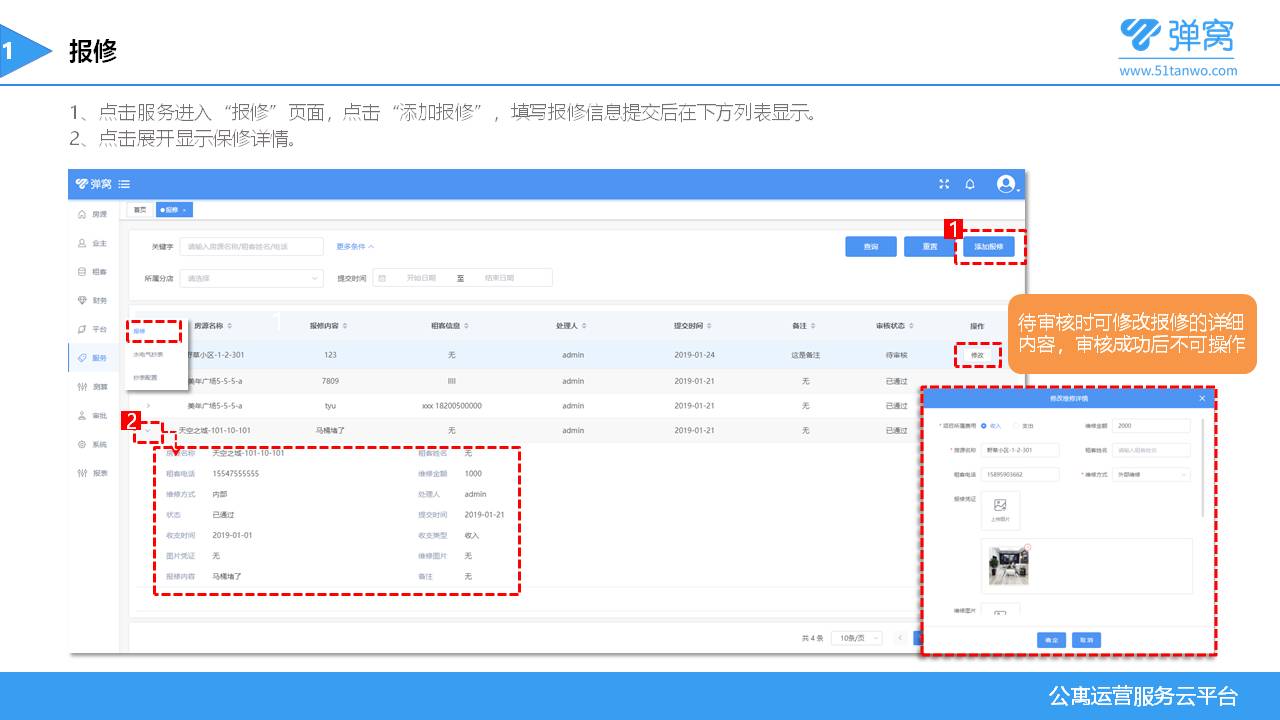 1
报修
弹窝
www.51tanwo.com
1、点击服务进入“报修”页面，点击“添加报修”，填写报修信息提交后在下方列表显示。
2、点击展开显示保修详情。
弹窝
房源
业主
租客
财务
平台
服务
测算
审批
系统
报表
首页
报修 ×
关键字 请输入房源名称/租客姓名/电话 更多条件
查询 重置 添加报修
1
所属分店 请选择 提交时间 开始日期 至 结束日期
报修
水电气抄表
抄表配置
1
房源名称 报修内容 租客信息 处理人 提交时间 备注 审核状态 操作
野草小区-1-2-301 123 无 admin 2019-01-24 这是备注 待审核 修改
美年广场5-5-5-a 7809 llll admin 2019-01-21 无 已通过
美年广场5-5-5-a tyu xxx 18200500000 admin 2019-01-21 无 已通过
2
天空之城-101-10-101 马桶堵了 无 admin 2019-01-21 无 已通过
房源名称 天空之城-101-10-101 租客姓名 无
租客电话 15547555555 维修金额 1000
维修方式 内部 处理人 admin
状态 已通过 提交时间 2019-01-21
收支时间 2019-01-01 收支类型 收入
图片凭证 无 维修图片 无
报修内容 马桶堵了 备注 无
共 4 条 10条/页
待审核时可修改报修的详细
内容，审核成功后不可操作
修改维修详情
* 项目所属费用 收入 支出 维修金额 2000
* 房源名称 野草小区-1-2-301 租客姓名 请输入租客姓名
租客电话 15895903662 * 维修方式 外部维修
报修凭证
上传图片
维修图片
确定 取消
公寓运营服务云平台